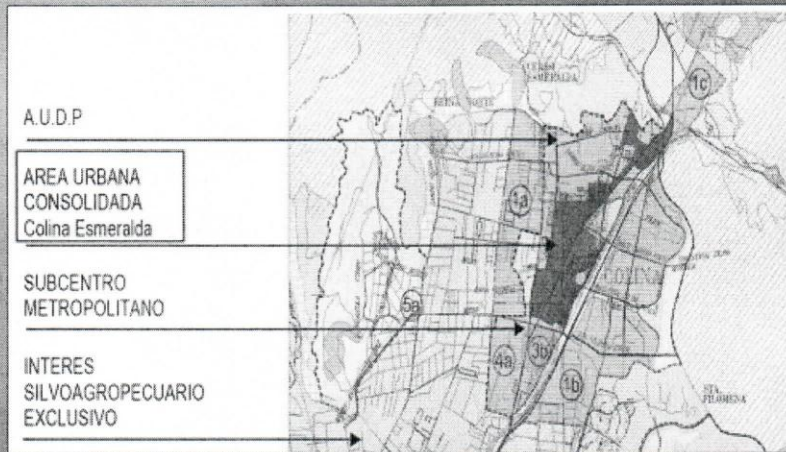 A.U.D.P
AREA URBANA
CONSOLIDADA
Colina Esmeralda
SUBCENTRO
METROPOLITANO
INTERES
SILVOAGROPECUARIO
EXCLUSIVO
1c
1a
COLINA
5a
4a
3b
1b
STA.
FILOMENA